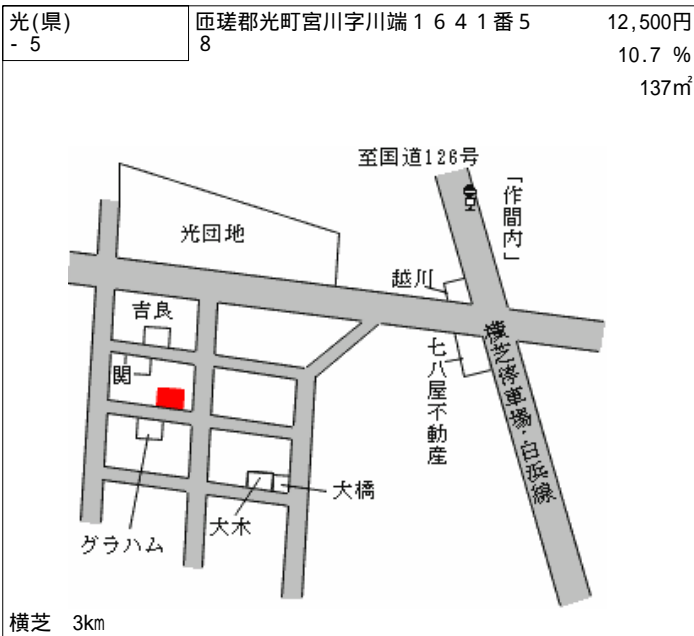 光(県)
- 5
匝瑳郡光町宮川字川端１６４１番５
８
12,500円
10.7 %
137㎡
至国道126号
「作間内」
光団地
越川
吉良
七八屋不動産
関
横芝停車場・白浜線
大橋
大木
グラハム
横芝 3km